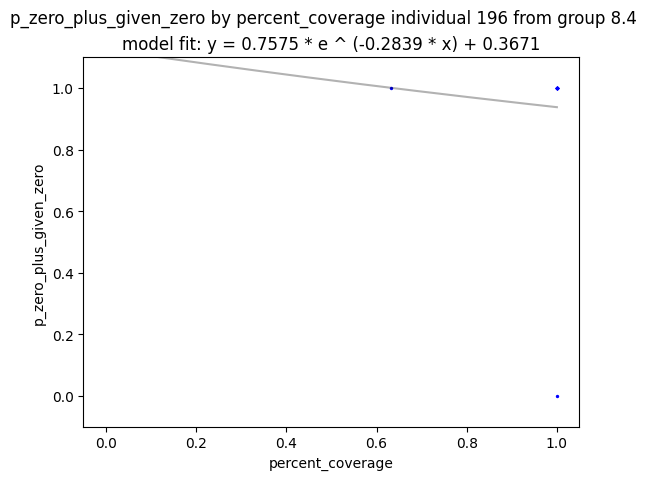 p_zero_plus_given_zero by percent_coverage individual 196 from group 8.4
model fit: y = 0.7575 * e ^ (-0.2839 * x) + 0.3671
p_zero_plus_given_zero
1.0
0.8
0.6
0.4
0.2
0.0
0.0 0.2 0.4 0.6 0.8 1.0
percent_coverage